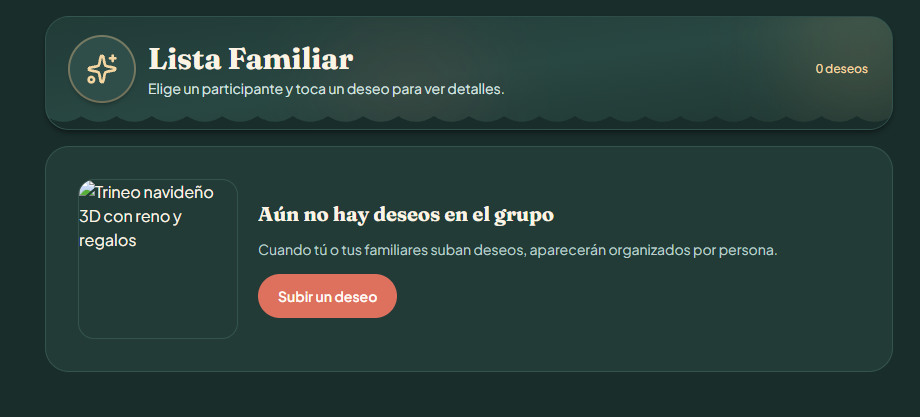 Lista Familiar
Elige un participante y toca un deseo para ver detalles.
0 deseos
Trineo navideño
3D con reno y
regalos
Aún no hay deseos en el grupo
Cuando tú o tus familiares suban deseos, aparecerán organizados por persona.
Subir un deseo